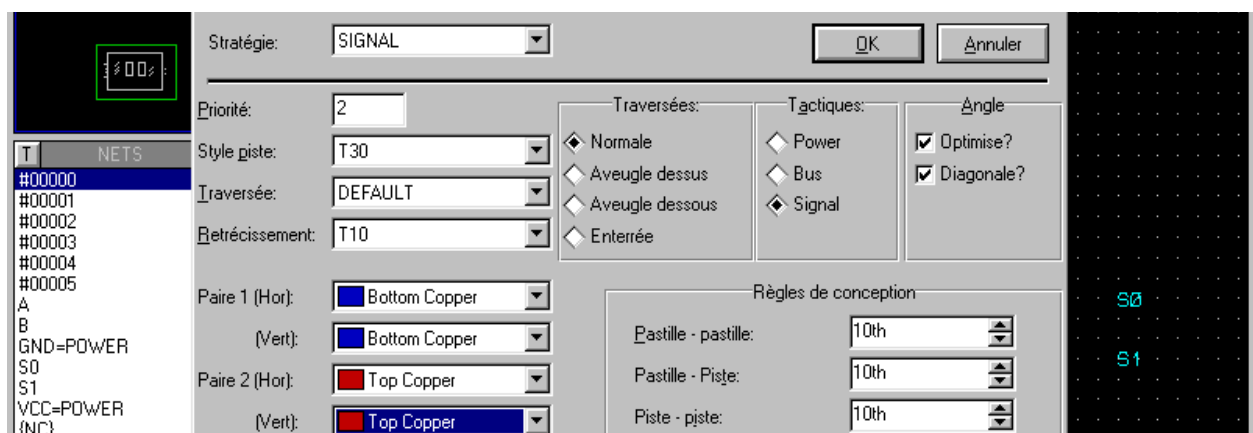 Stratégie: SIGNAL OK Annuler
Priorité: 2
Style piste: T30
Traversée: DEFAULT
Retrécissement: T10
Traversées:
Normale
Aveugle dessus
Aveugle dessous
Enterrée
Tactiques:
Power
Bus
Signal
Angle
Optimise?
Diagonale?
T NETS
#00000
#00001
#00002
#00003
#00004
#00005
A
B
GND=POWER
S0
S1
VCC=POWER
{NC}
Paire 1 (Hor): Bottom Copper
(Vert): Bottom Copper
Paire 2 (Hor): Top Copper
(Vert): Top Copper
Règles de conception
Pastille - pastille: 10th
Pastille - Piste: 10th
Piste - piste: 10th
S0
S1